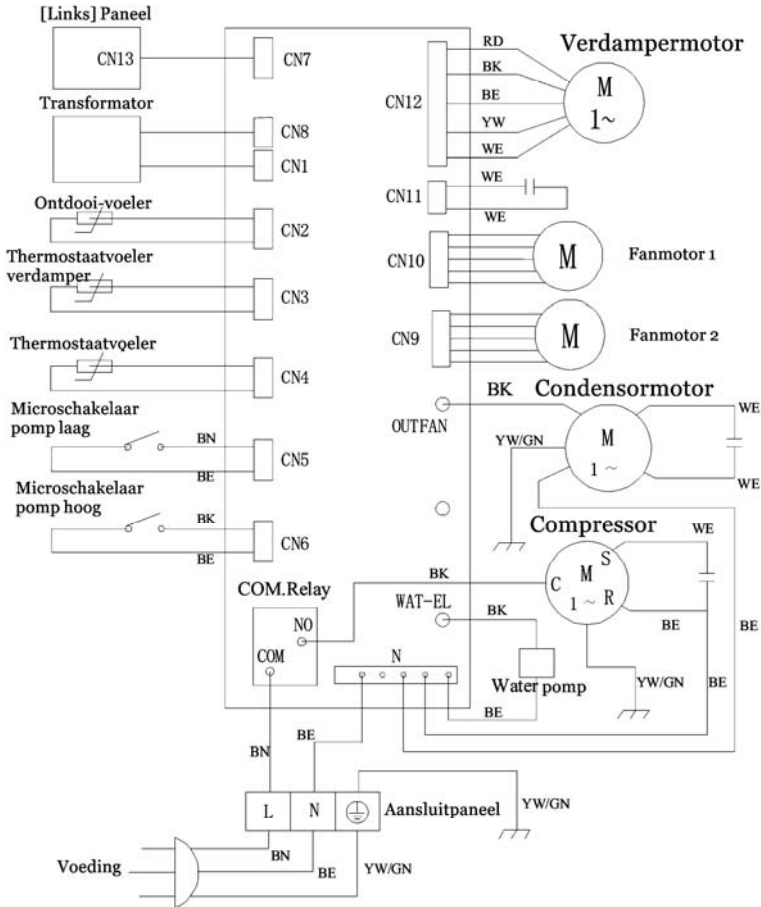 [Links] Paneel
CN13
CN7
Transformator
CN8
CN1
Ontdooi-voeler
CN2
Thermostaatvoeler
verdamper
CN3
Thermostaatvoeler
CN4
Microschakelaar
pomp laag
BN
BE
CN5
Microschakelaar
pomp hoog
BK
BE
CN6
CN12
RD
BK
BE
YW
WE
Verdampermotor
M
1~
CN11
WE
WE
CN10
M
Fanmotor 1
CN9
M
Fanmotor 2
OUTFAN
BK
Condensormotor
YW/GN
M
1 ~
WE
WE
Compressor
C
M
S
1 ~
R
WE
BE
BE
BE
YW/GN
BK
COM.Relay
NO
COM
WAT-EL
BK
N
Water pomp
BE
BN
BE
L
N
Aansluitpaneel
YW/GN
Voeding
BN
BE
YW/GN